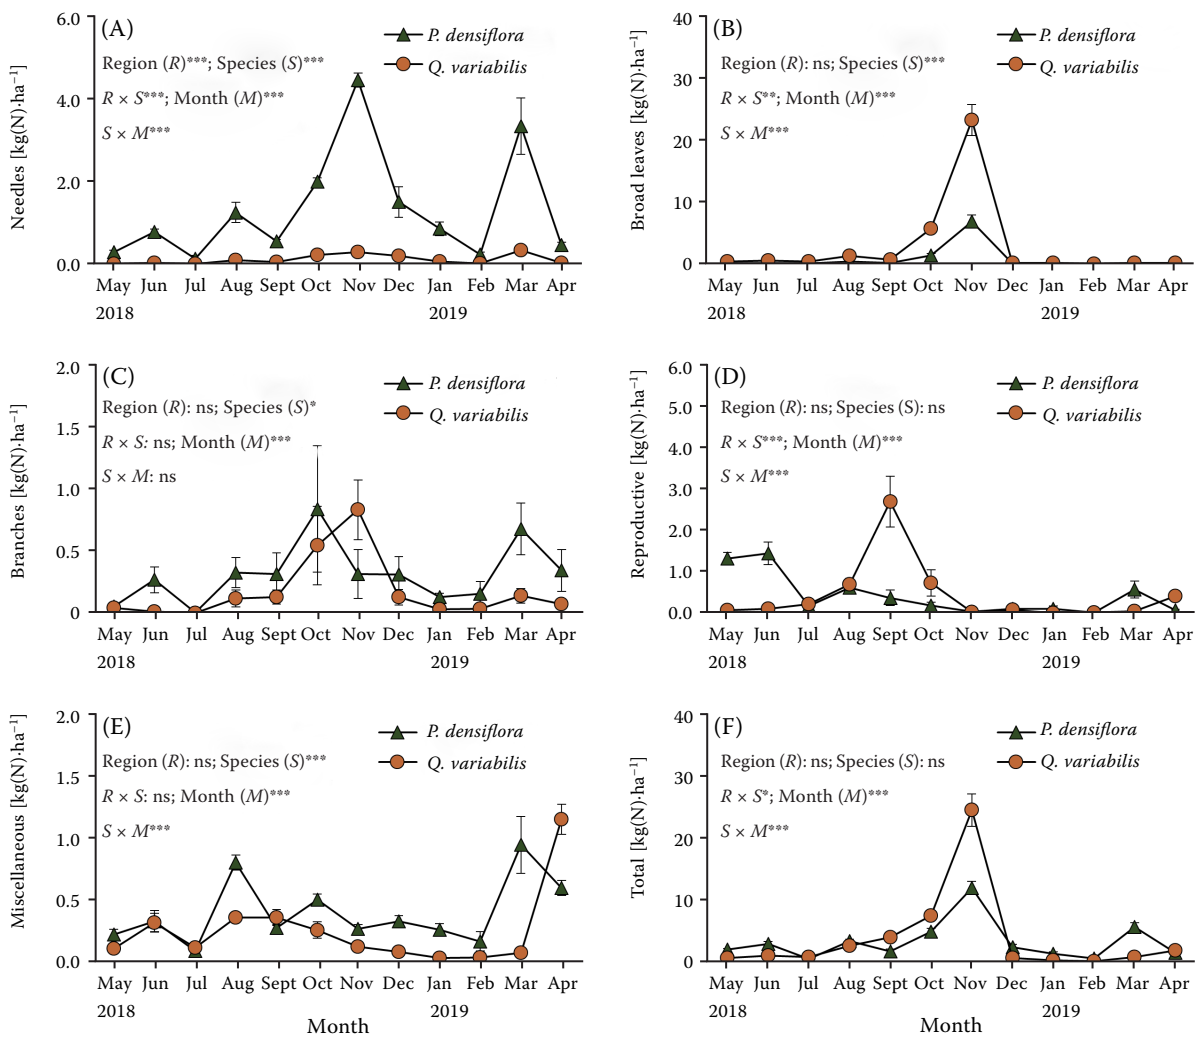 (A)
P. densiflora
Q. variabilis
Region (R)***; Species (S)***
R × S***; Month (M)***
S × M***
Needles [kg(N)·ha⁻¹]
6.0
4.0
2.0
0.0
May Jun Jul Aug Sept Oct Nov Dec Jan Feb Mar Apr
2018 2019
(B)
P. densiflora
Q. variabilis
Region (R): ns; Species (S)***
R × S**; Month (M)***
S × M***
Broad leaves [kg(N)·ha⁻¹]
40
30
20
10
0
May Jun Jul Aug Sept Oct Nov Dec Jan Feb Mar Apr
2018 2019
(C)
P. densiflora
Q. variabilis
Region (R): ns; Species (S)*
R × S: ns; Month (M)***
S × M: ns
Branches [kg(N)·ha⁻¹]
2.0
1.5
1.0
0.5
0
May Jun Jul Aug Sept Oct Nov Dec Jan Feb Mar Apr
2018 2019
(D)
P. densiflora
Q. variabilis
Region (R): ns; Species (S): ns
R × S***; Month (M)***
S × M***
Reproductive [kg(N)·ha⁻¹]
6.0
5.0
4.0
3.0
2.0
1.0
0.0
May Jun Jul Aug Sept Oct Nov Dec Jan Feb Mar Apr
2018 2019
(E)
P. densiflora
Q. variabilis
Region (R): ns; Species (S)***
R × S: ns; Month (M)***
S × M***
Miscellaneous [kg(N)·ha⁻¹]
2.0
1.5
1.0
0.5
0.0
May Jun Jul Aug Sept Oct Nov Dec Jan Feb Mar Apr
2018 2019
Month
(F)
P. densiflora
Q. variabilis
Region (R): ns; Species (S): ns
R × S*; Month (M)***
S × M***
Total [kg(N)·ha⁻¹]
40
30
20
10
0
May Jun Jul Aug Sept Oct Nov Dec Jan Feb Mar Apr
2018 2019
Month